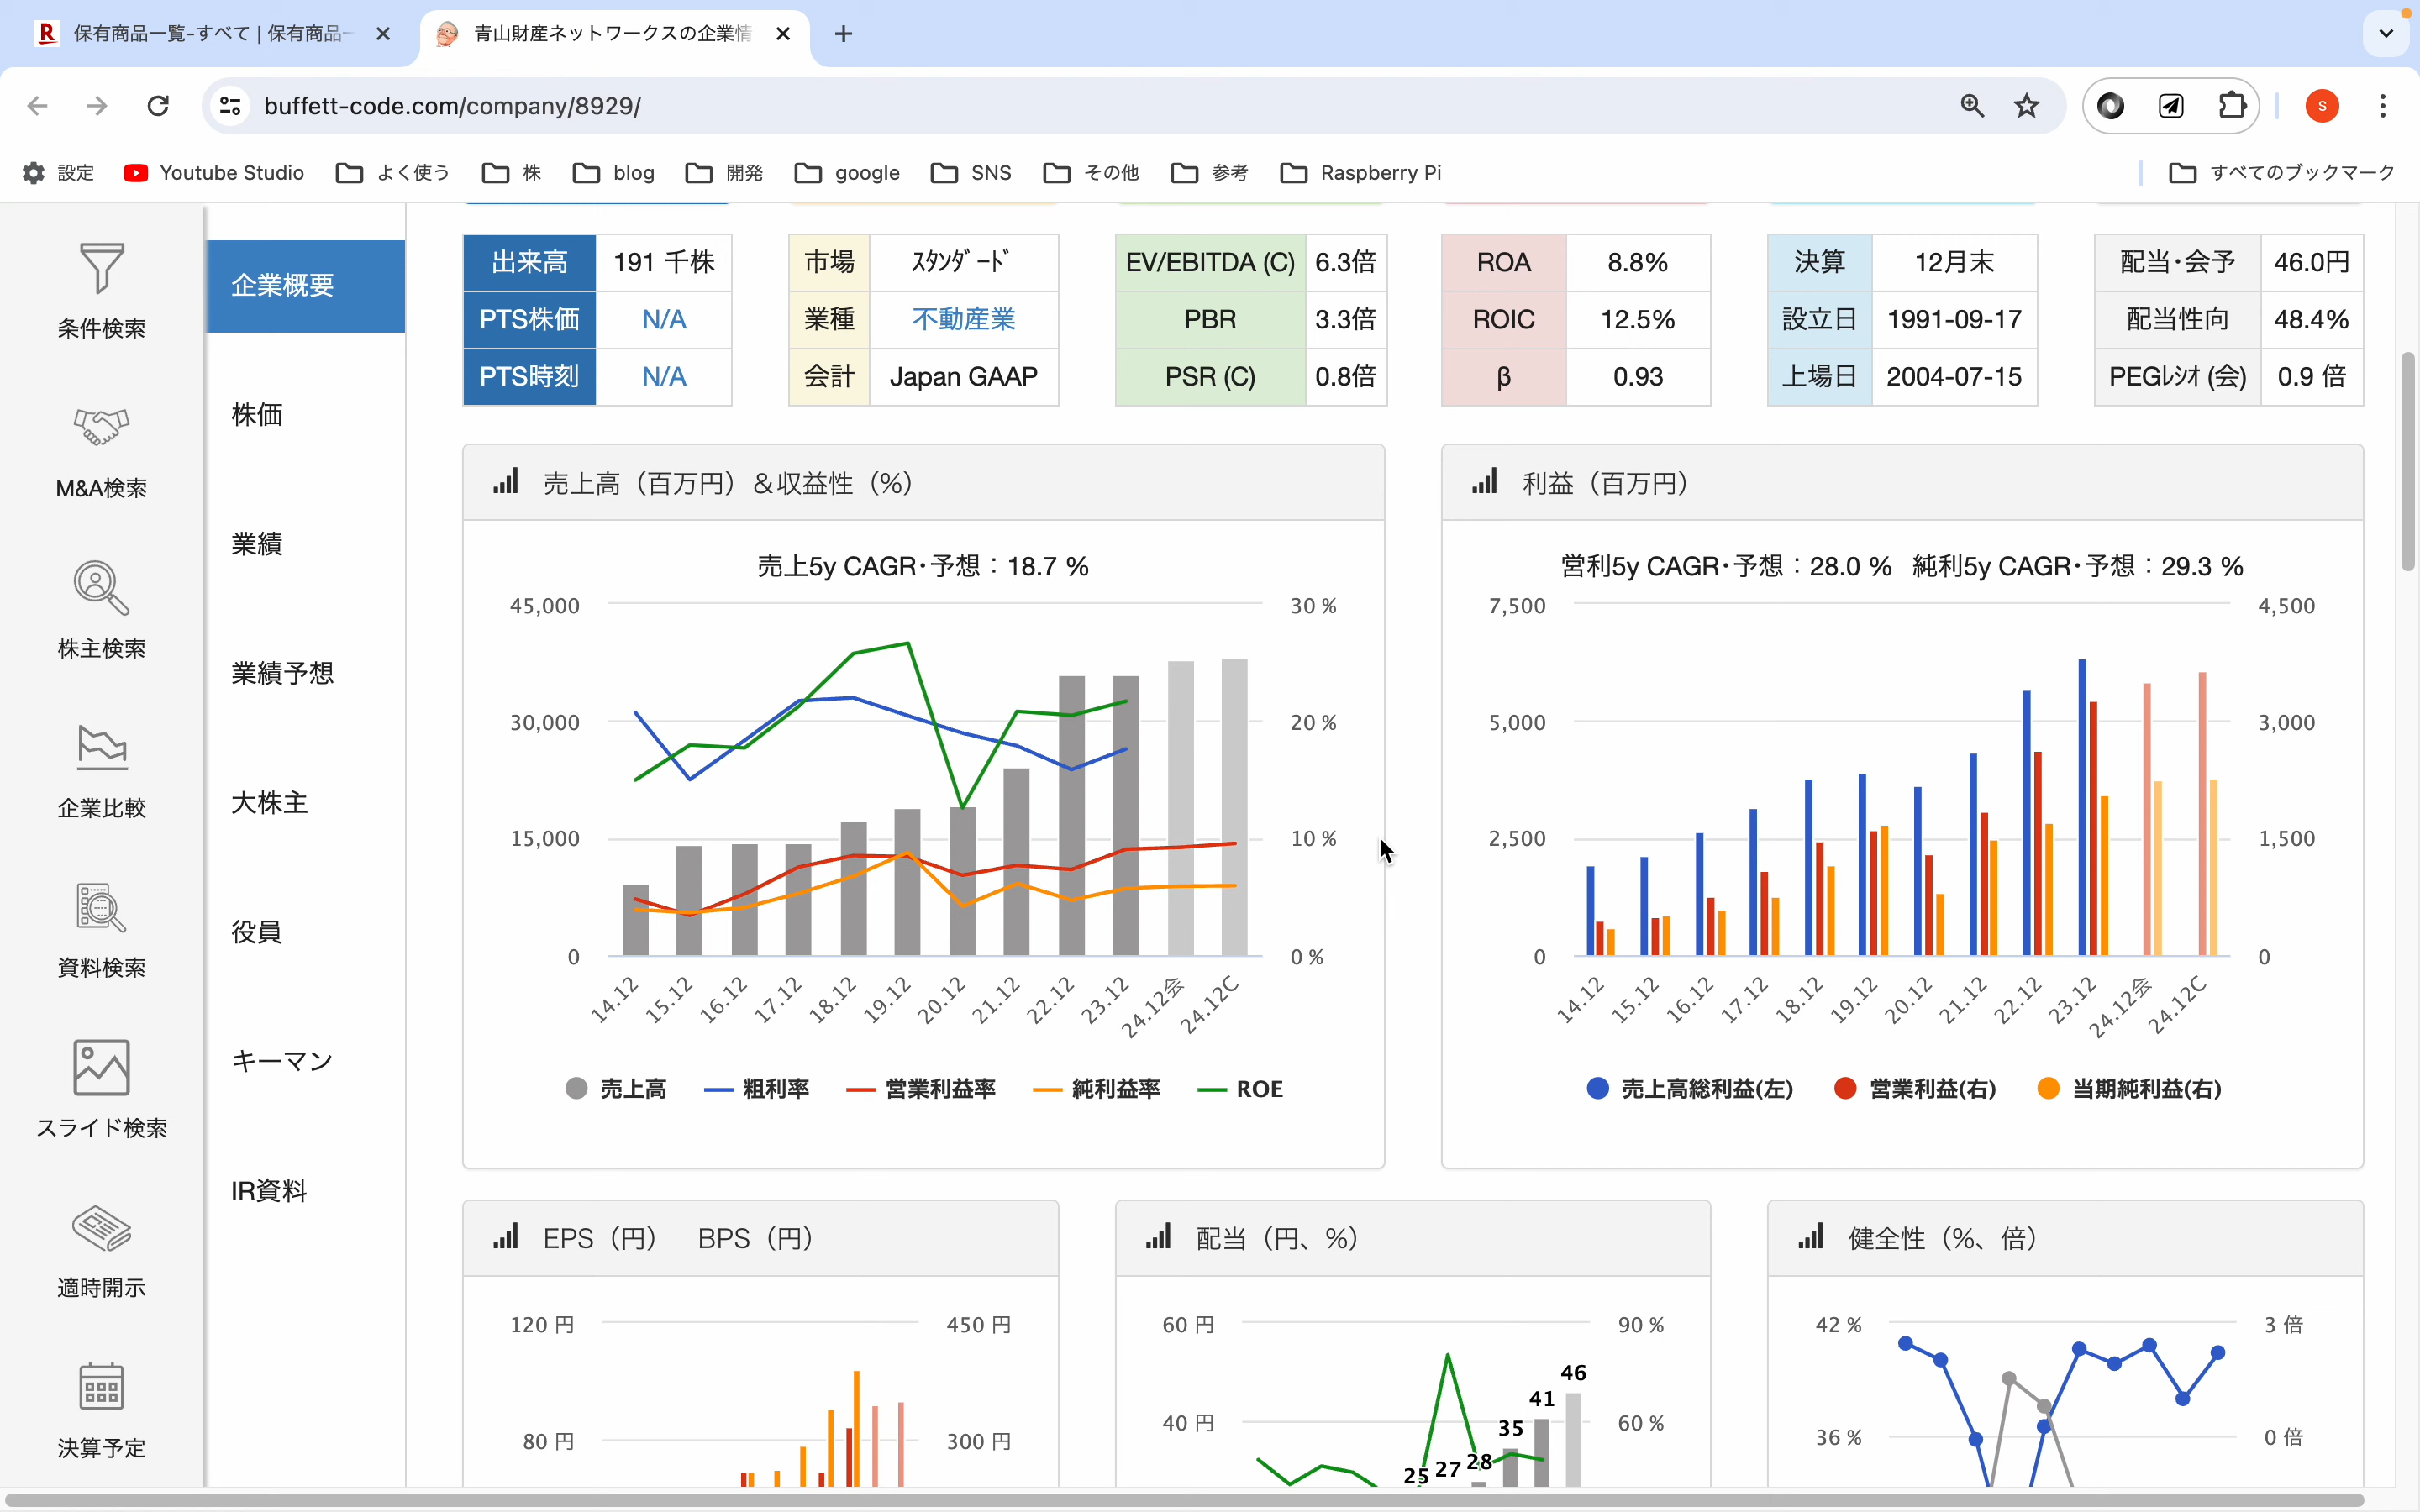 保有商品一覧-すべて | 保有商品一
青山財産ネットワークスの企業情
buffett-code.com/company/8929/
S
設定
Youtube Studio
よく使う
株
blog
開発
google
SNS
その他
参考
Raspberry Pi
すべてのブックマーク
条件検索
M&A検索
株主検索
企業比較
資料検索
スライド検索
適時開示
決算予定
企業概要
株価
業績
業績予想
大株主
役員
キーマン
IR資料
出来高 191 千株
PTS株価 N/A
PTS時刻 N/A
市場 ｽﾀﾝﾀﾞｰﾄﾞ
業種 不動産業
会計 Japan GAAP
EV/EBITDA (C) 6.3倍
PBR 3.3倍
PSR (C) 0.8倍
ROA 8.8%
ROIC 12.5%
β 0.93
決算 12月末
設立日 1991-09-17
上場日 2004-07-15
配当･会予 46.0円
配当性向 48.4%
PEGﾚｼｵ (会) 0.9 倍
売上高（百万円）＆収益性（%）
売上5y CAGR･予想：18.7 %
45,000
30,000
15,000
0
30 %
20 %
10 %
0 %
14.12
15.12
16.12
17.12
18.12
19.12
20.12
21.12
22.12
23.12
24.12会
24.12C
売上高 粗利率 営業利益率 純利益率 ROE
利益（百万円）
営利5y CAGR･予想：28.0 % 純利5y CAGR･予想：29.3 %
7,500
5,000
2,500
0
4,500
3,000
1,500
0
14.12
15.12
16.12
17.12
18.12
19.12
20.12
21.12
22.12
23.12
24.12会
24.12C
売上高総利益(左) 営業利益(右) 当期純利益(右)
EPS（円） BPS（円）
120 円
80 円
450 円
300 円
配当（円、%）
60 円
40 円
90 %
60 %
25
27
28
35
41
46
健全性（%、倍）
42 %
36 %
3 倍
0 倍